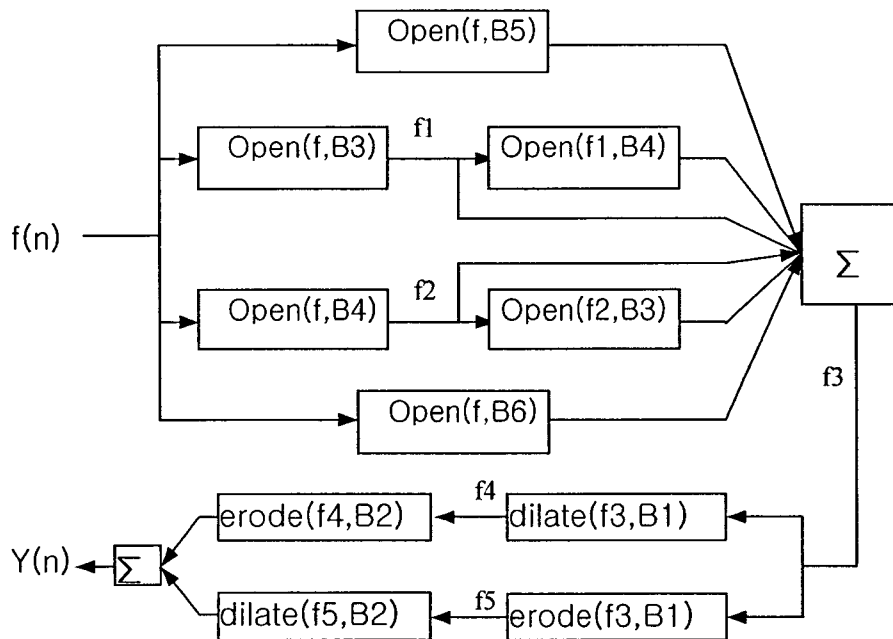 Open(f,B5)
f1
Open(f,B3)
Open(f1,B4)
f(n)
Σ
f2
Open(f,B4)
Open(f2,B3)
f3
Open(f,B6)
f4
erode(f4,B2)
dilate(f3,B1)
Y(n)
Σ
f5
dilate(f5,B2)
erode(f3,B1)